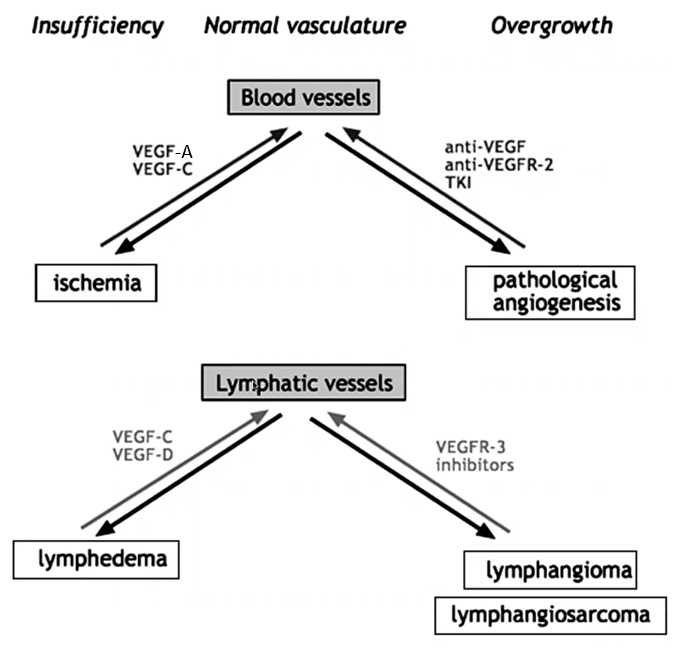 Insufficiency Normal vasculature Overgrowth
Blood vessels
VEGF-A
VEGF-C
anti-VEGF
anti-VEGFR-2
TKI
ischemia
pathological
angiogenesis
Lymphatic vessels
VEGF-C
VEGF-D
VEGFR-3
inhibitors
lymphedema
lymphangioma
lymphangiosarcoma